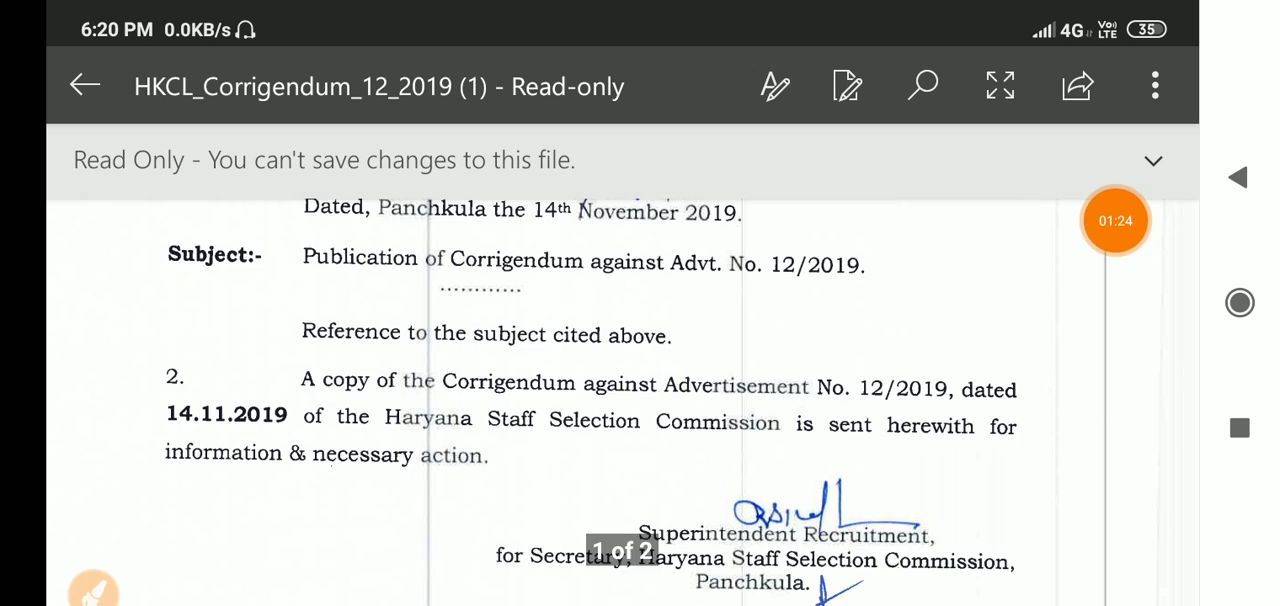 6:20 PM 0.0KB/s 4G Vo)) LTE 35
HKCL_Corrigendum_12_2019 (1) - Read-only
Read Only - You can't save changes to this file.
01:24
Dated, Panchkula the 14th November 2019.
Subject:- Publication of Corrigendum against Advt. No. 12/2019.
............
Reference to the subject cited above.
2. A copy of the Corrigendum against Advertisement No. 12/2019, dated
14.11.2019 of the Haryana Staff Selection Commission is sent herewith for
information & necessary action.
Superintendent Recruitment,
1 of 2
for Secretary, Haryana Staff Selection Commission,
Panchkula.